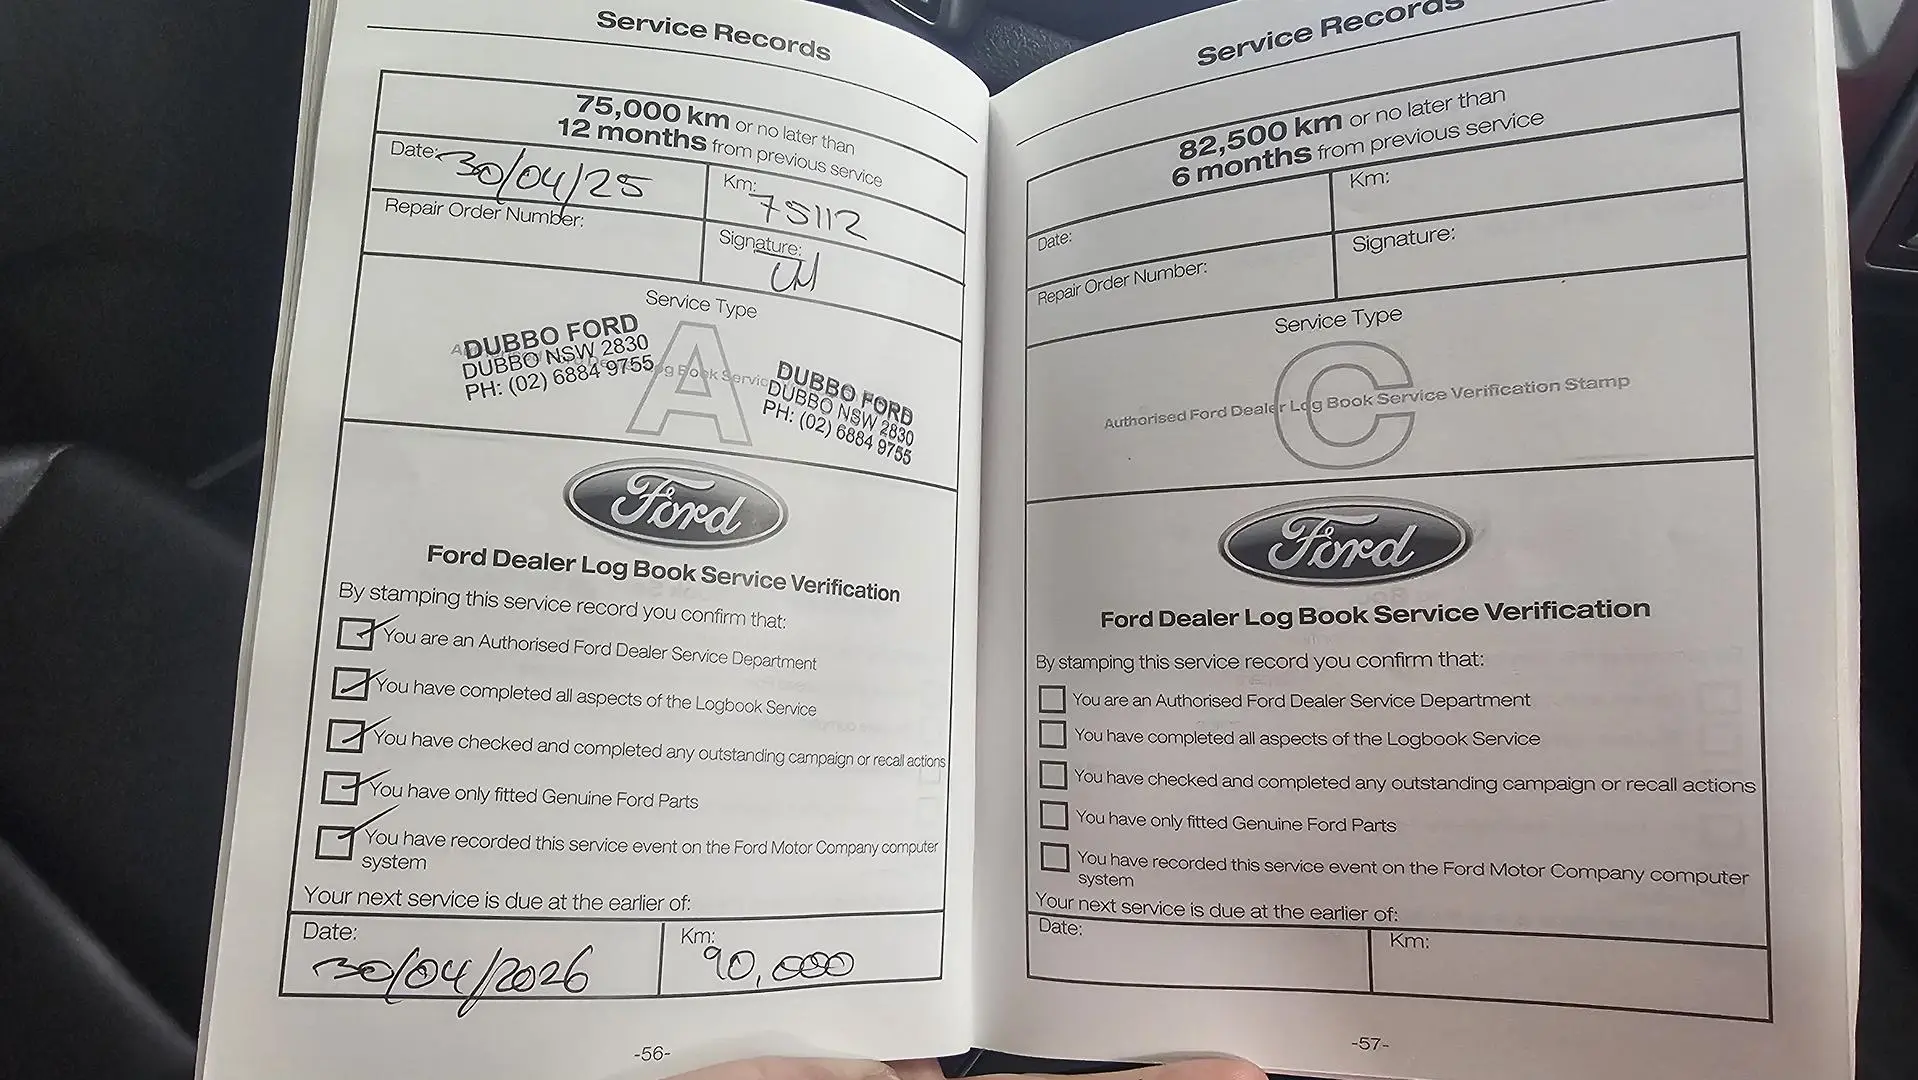 Service Records
75,000 km or no later than
12 months from previous service
Date: 30/04/25
Km: 75112
Repair Order Number:
Signature:
Service Type
A
DUBBO FORD
DUBBO NSW 2830
PH: (02) 6884 9755
DUBBO FORD
DUBBO NSW 2830
PH: (02) 6884 9755
Ford
Ford Dealer Log Book Service Verification
By stamping this service record you confirm that:
You are an Authorised Ford Dealer Service Department
You have completed all aspects of the Logbook Service
You have checked and completed any outstanding campaign or recall actions
You have only fitted Genuine Ford Parts
You have recorded this service event on the Ford Motor Company computer
system
Your next service is due at the earlier of:
Date: 30/04/2026
Km: 90,000
-56-
Service Records
82,500 km or no later than
6 months from previous service
Date:
Km:
Repair Order Number:
Signature:
Service Type
C
Authorised Ford Dealer Log Book Service Verification Stamp
Ford
Ford Dealer Log Book Service Verification
By stamping this service record you confirm that:
You are an Authorised Ford Dealer Service Department
You have completed all aspects of the Logbook Service
You have checked and completed any outstanding campaign or recall actions
You have only fitted Genuine Ford Parts
You have recorded this service event on the Ford Motor Company computer
system
Your next service is due at the earlier of:
Date:
Km:
-57-